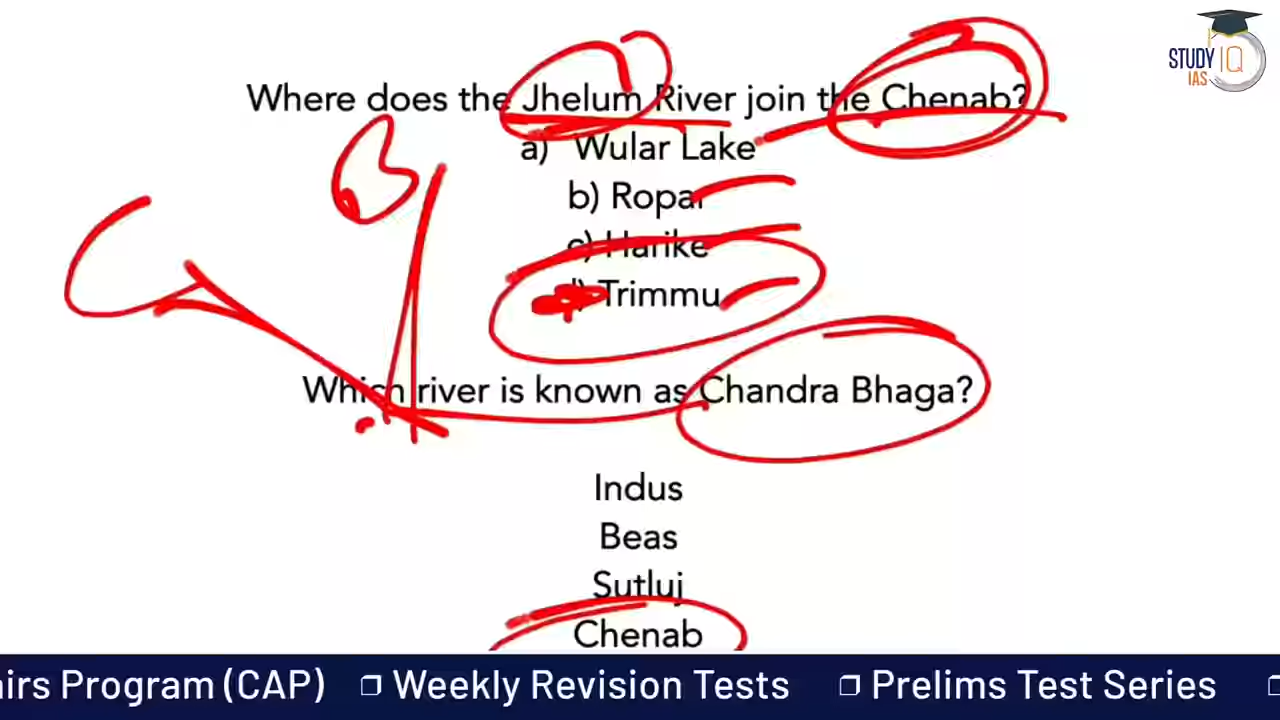 STUDY IQ
IAS
Where does the Jhelum River join the Chenab?
a) Wular Lake
b) Ropar
c) Harike
d) Trimmu
Which river is known as Chandra Bhaga?
Indus
Beas
Sutluj
Chenab
airs Program (CAP) ❒ Weekly Revision Tests ❒ Prelims Test Series ❒